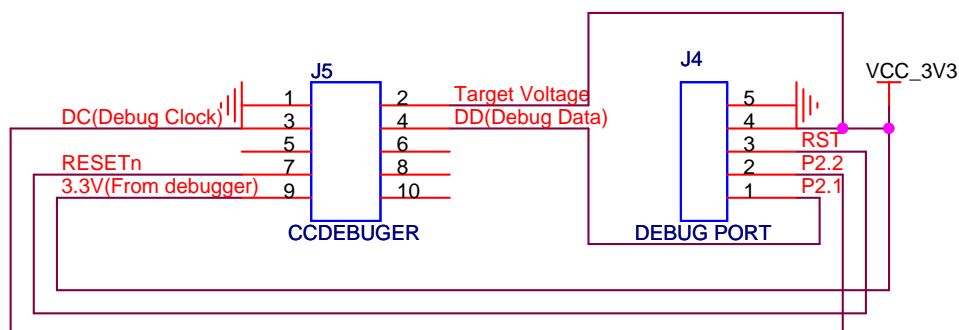 J5
J4
VCC_3V3
1
2
Target Voltage
5
DC(Debug Clock)
3
4
DD(Debug Data)
4
5
6
3
RST
RESETn
7
8
2
P2.2
3.3V(From debugger)
9
10
1
P2.1
CCDEBUGER
DEBUG PORT